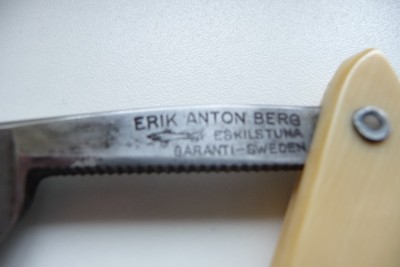 ERIK ANTON BERG
ESKILSTUNA
GARANTI-SWEDEN